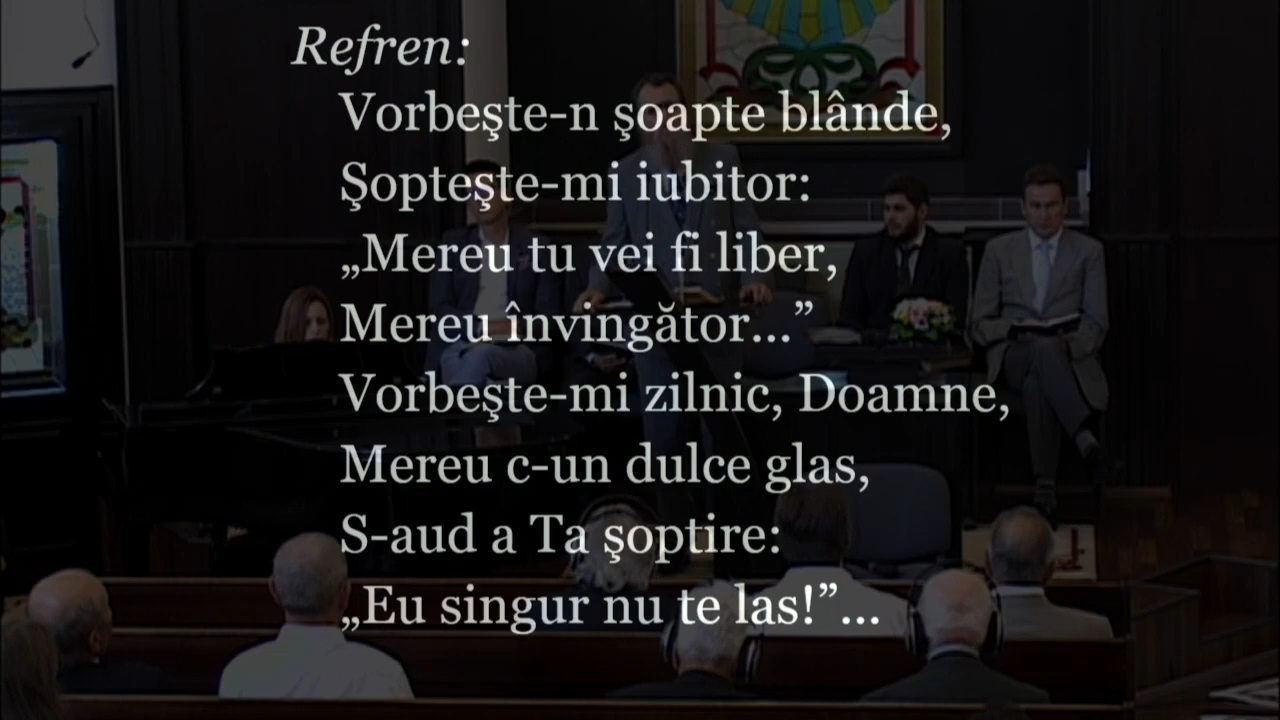 Refren:
Vorbeşte-n şoapte blânde,
Şopteşte-mi iubitor:
„Mereu tu vei fi liber,
Mereu învingător...”
Vorbeşte-mi zilnic, Doamne,
Mereu c-un dulce glas,
S-aud a Ta şoptire:
„Eu singur nu te las!”...